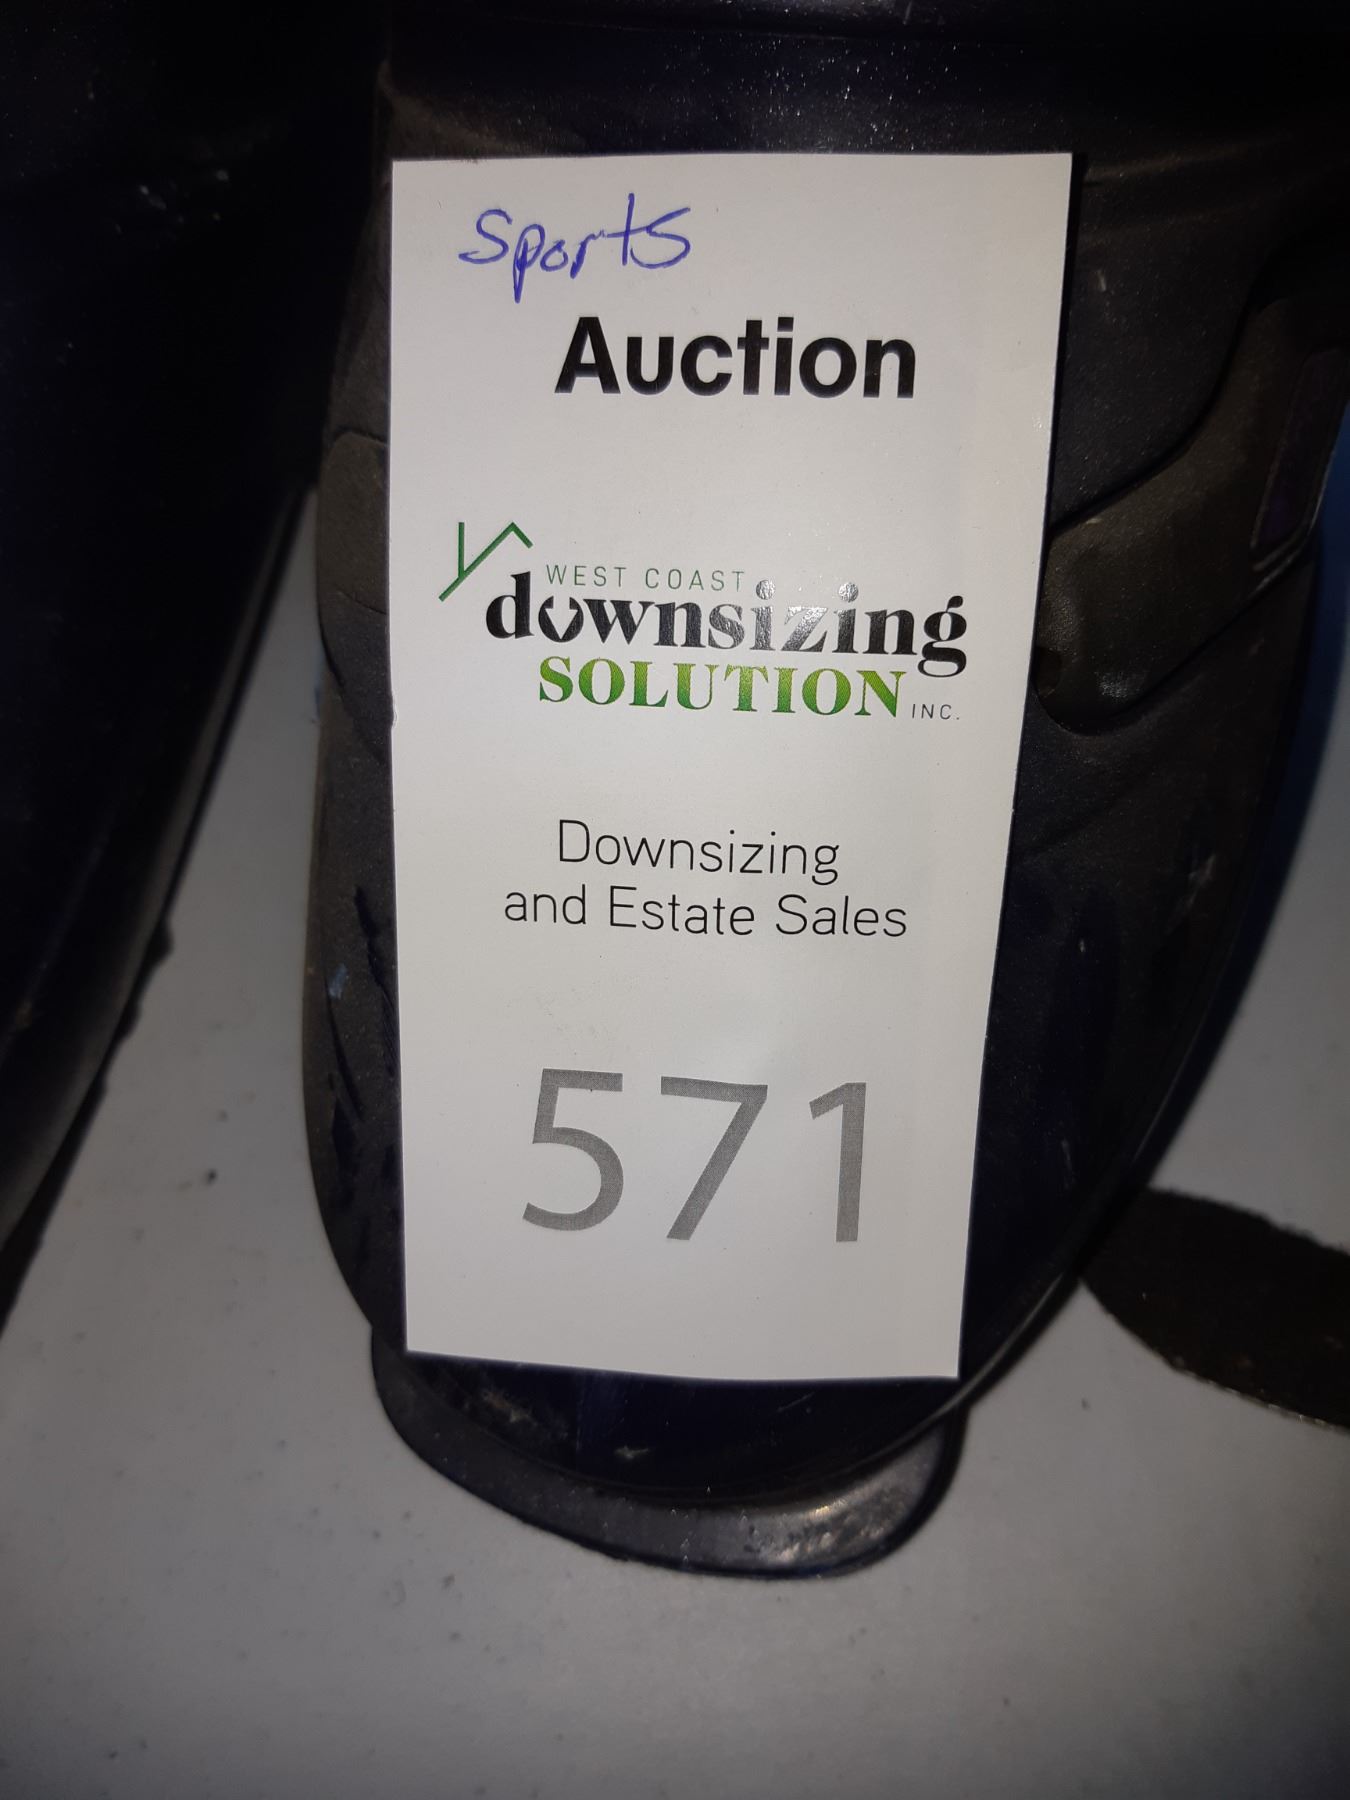 Sports
Auction
WEST COAST
downsizing
SOLUTION INC.
Downsizing
and Estate Sales
571